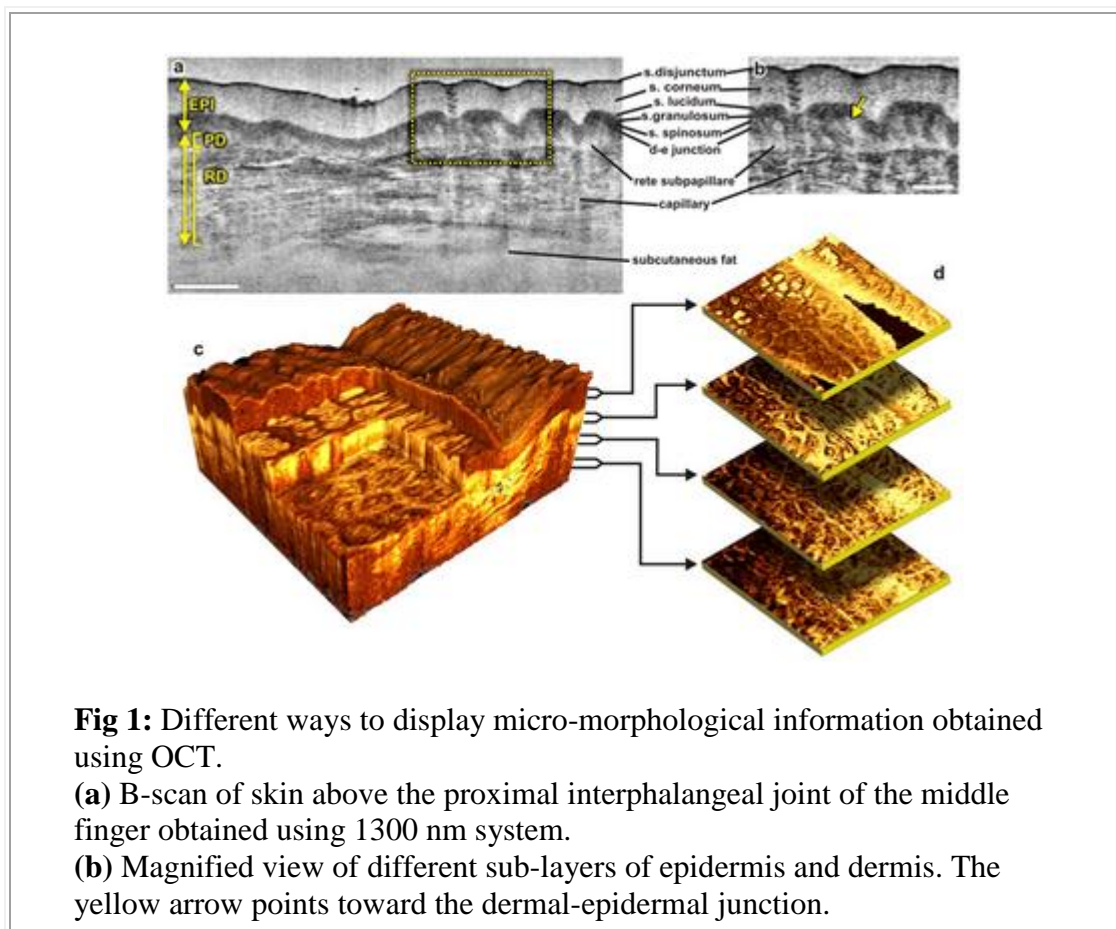 a
b
EPI
PD
RD
s.disjunctum
s. corneum
s. lucidum
s.granulosum
s. spinosum
d-e junction
rete subpapillare
capillary
subcutaneous fat
c
d
Fig 1: Different ways to display micro-morphological information obtained
using OCT.
(a) B-scan of skin above the proximal interphalangeal joint of the middle
finger obtained using 1300 nm system.
(b) Magnified view of different sub-layers of epidermis and dermis. The
yellow arrow points toward the dermal-epidermal junction.